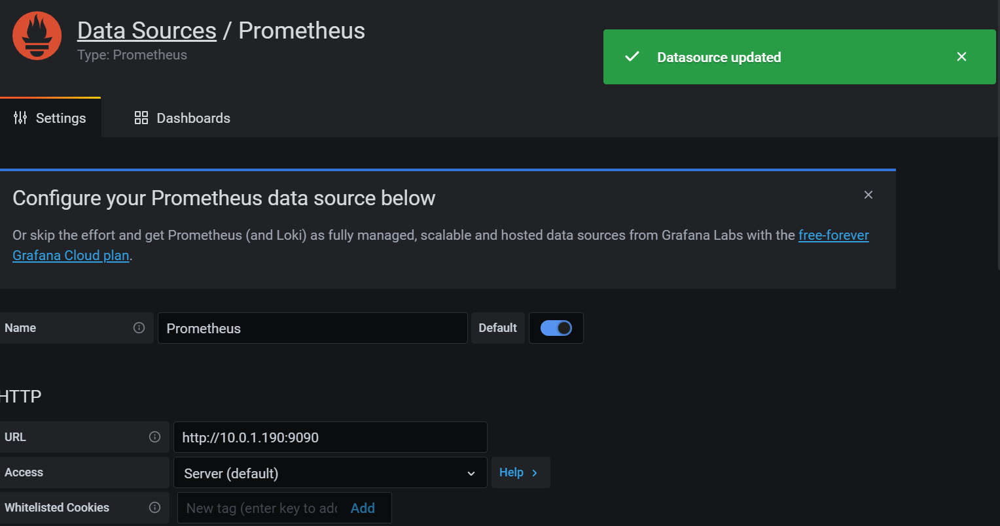 Data Sources / Prometheus
Type: Prometheus
Datasource updated
Settings
Dashboards
Configure your Prometheus data source below
Or skip the effort and get Prometheus (and Loki) as fully managed, scalable and hosted data sources from Grafana Labs with the free-forever
Grafana Cloud plan.
Name
Prometheus
Default
HTTP
URL
http://10.0.1.190:9090
Access
Server (default)
Help
Whitelisted Cookies
New tag (enter key to add
Add